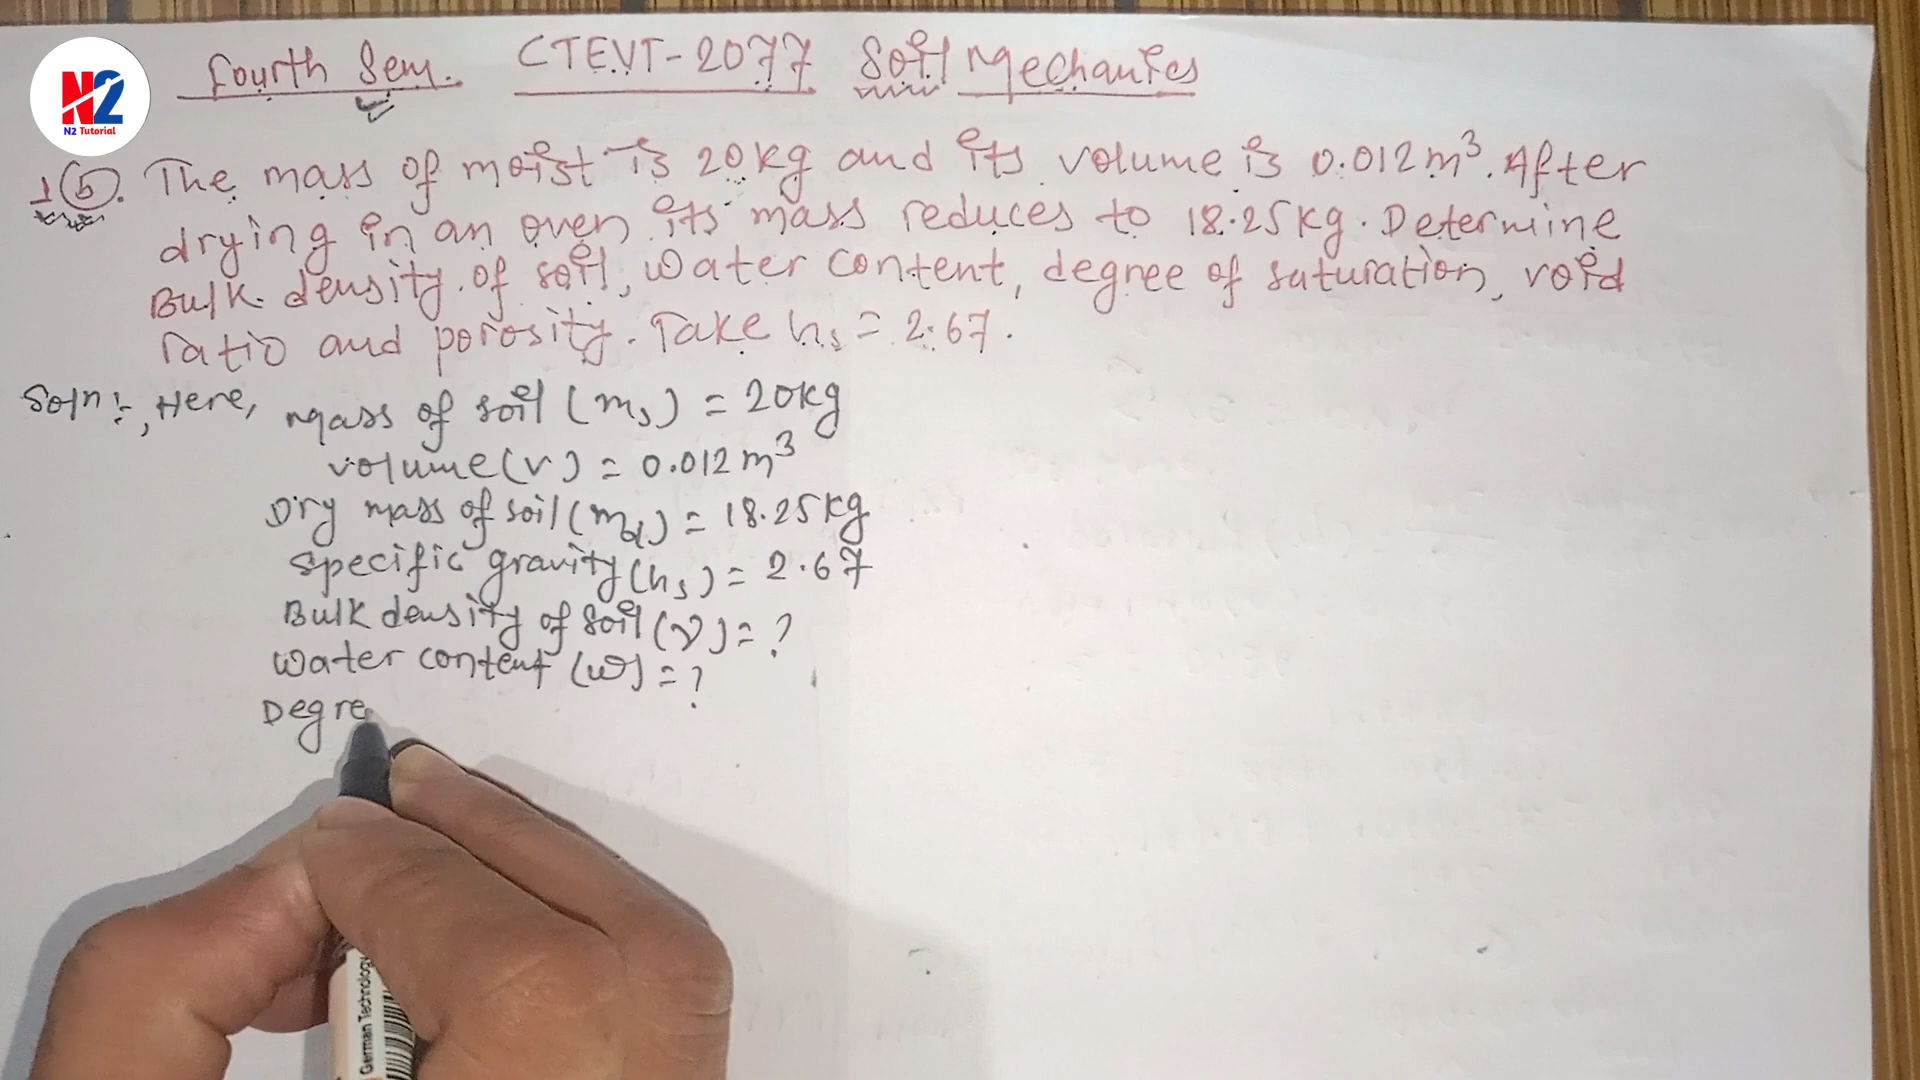 N2
N2 Tutorial
Fourth Sem. CTEVT-2077 Soil Mechanics
1(b). The mass of moist is 20kg and its volume is 0.012m³. After
drying in an oven its mass reduces to 18.25kg. Determine
Bulk density of soil, water content, degree of saturation, void
ratio and porosity. Take hs = 2.67.
Soln:-, Here, mass of soil (ms) = 20kg
volume(v) = 0.012 m³
Dry mass of soil(md) = 18.25kg
specific gravity(hs) = 2.67
Bulk density of soil(γ) = ?
water content (w) = ?
Degre
German Technology